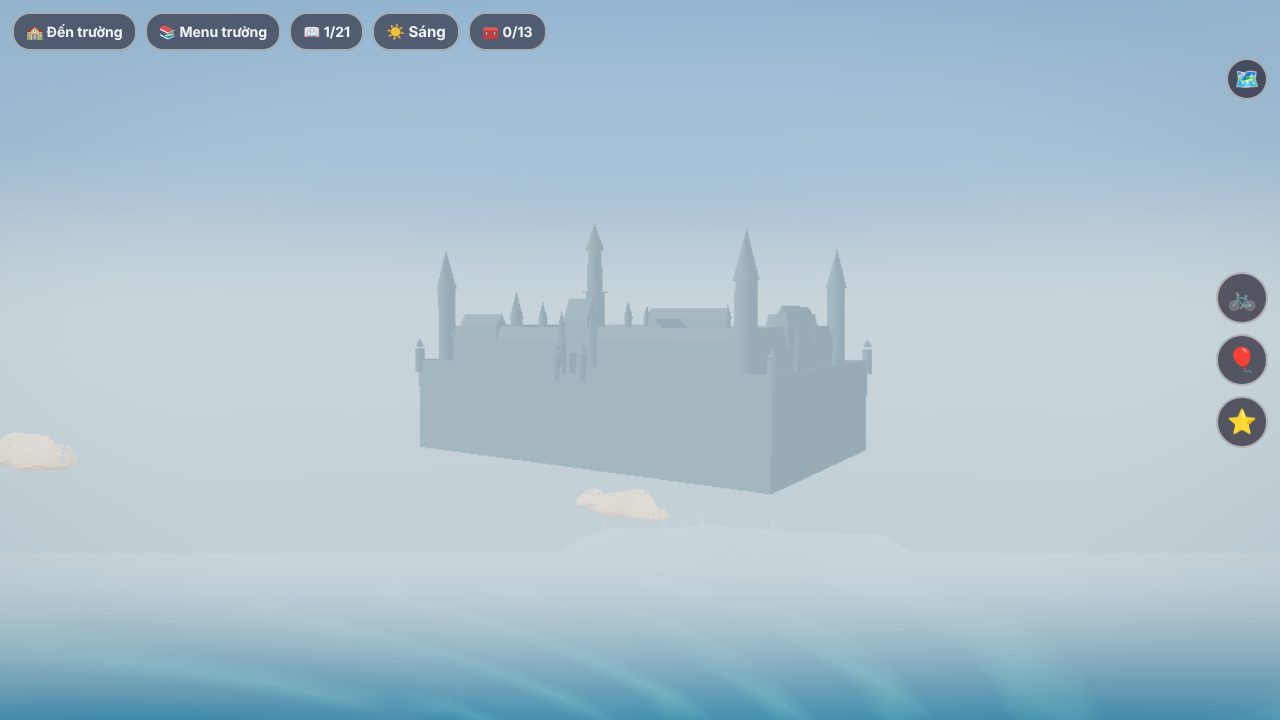 Đến trường
Menu trường
1/21
Sáng
0/13